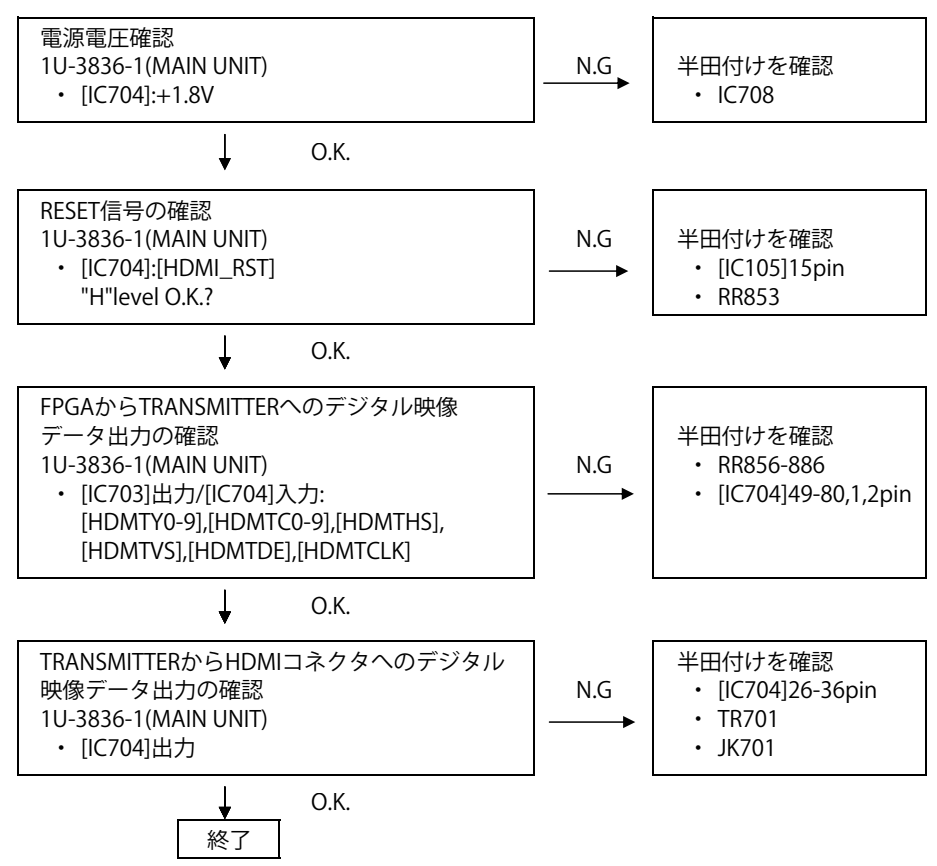 電源電圧確認
1U-3836-1(MAIN UNIT)
・ [IC704]:+1.8V
N.G
半田付けを確認
・ IC708
O.K.
RESET信号の確認
1U-3836-1(MAIN UNIT)
・ [IC704]:[HDMI_RST]
"H"level O.K.?
N.G
半田付けを確認
・ [IC105]15pin
・ RR853
O.K.
FPGAからTRANSMITTERへのデジタル映像
データ出力の確認
1U-3836-1(MAIN UNIT)
・ [IC703]出力/[IC704]入力:
[HDMTY0-9],[HDMTC0-9],[HDMTHS],
[HDMTVS],[HDMTDE],[HDMTCLK]
N.G
半田付けを確認
・ RR856-886
・ [IC704]49-80,1,2pin
O.K.
TRANSMITTERからHDMIコネクタへのデジタル
映像データ出力の確認
1U-3836-1(MAIN UNIT)
・ [IC704]出力
N.G
半田付けを確認
・ [IC704]26-36pin
・ TR701
・ JK701
O.K.
終了